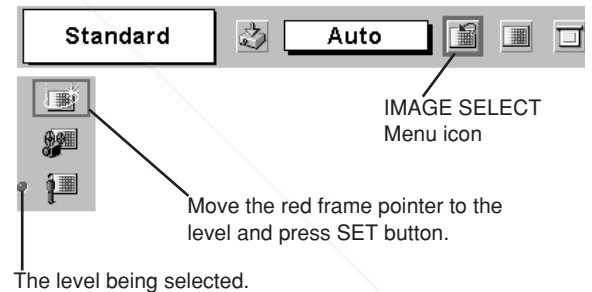 Standard
Auto
IMAGE SELECT
Menu icon
Move the red frame pointer to the
level and press SET button.
The level being selected.